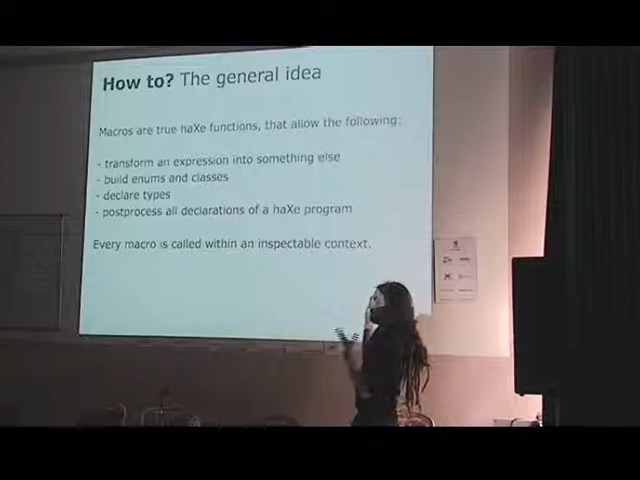 How to? The general idea
Macros are true haXe functions, that allow the following:
- transform an expression into something else
- build enums and classes
- declare types
- postprocess all declarations of a haXe program
Every macro is called within an inspectable context.